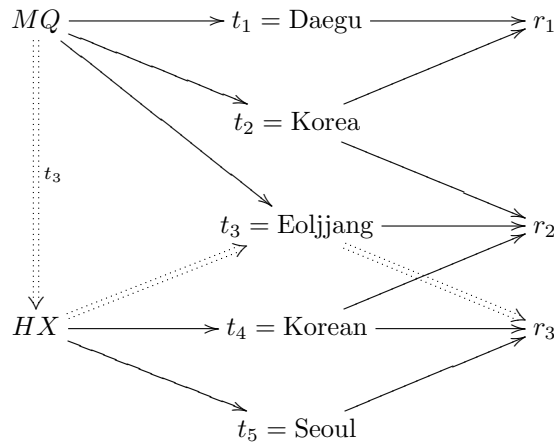 MQ t₁ = Daegu r₁
t₂ = Korea
t₃
t₃ = Eoljjang r₂
HX t₄ = Korean r₃
t₅ = Seoul